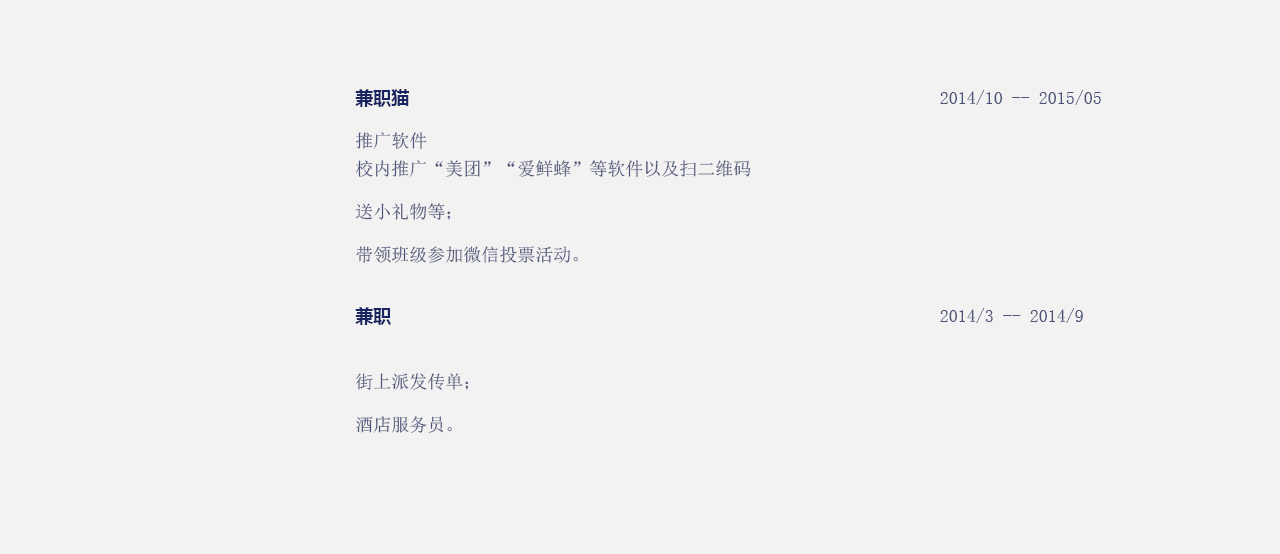 兼职猫 2014/10 -- 2015/05
推广软件
校内推广“美团”“爱鲜蜂”等软件以及扫二维码
送小礼物等；
带领班级参加微信投票活动。
兼职 2014/3 -- 2014/9
街上派发传单；
酒店服务员。